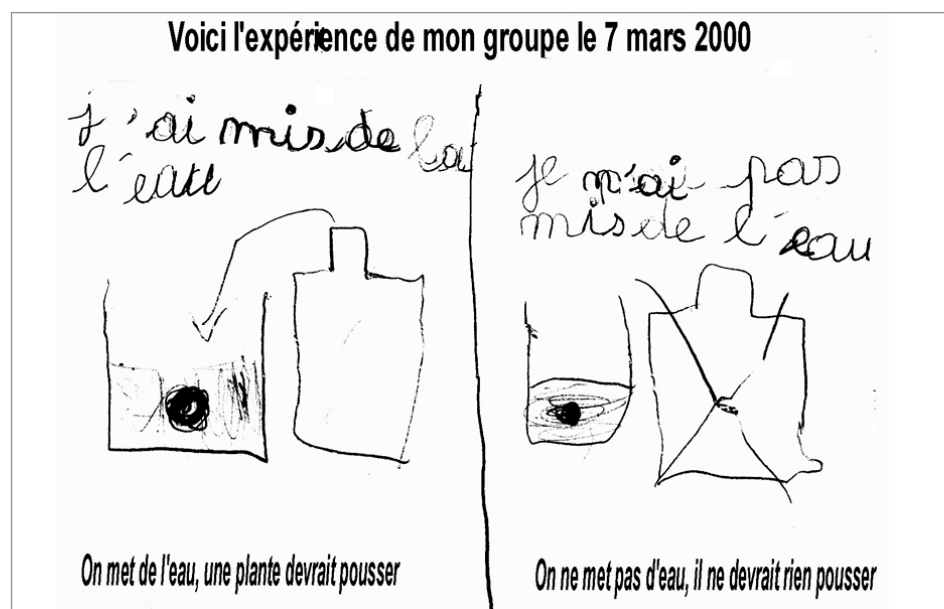 Voici l'expérience de mon groupe le 7 mars 2000
j'ai mis de la
l'eau
je n'ai pas
mis de l'eau
On met de l'eau, une plante devrait pousser
On ne met pas d'eau, il ne devrait rien pousser